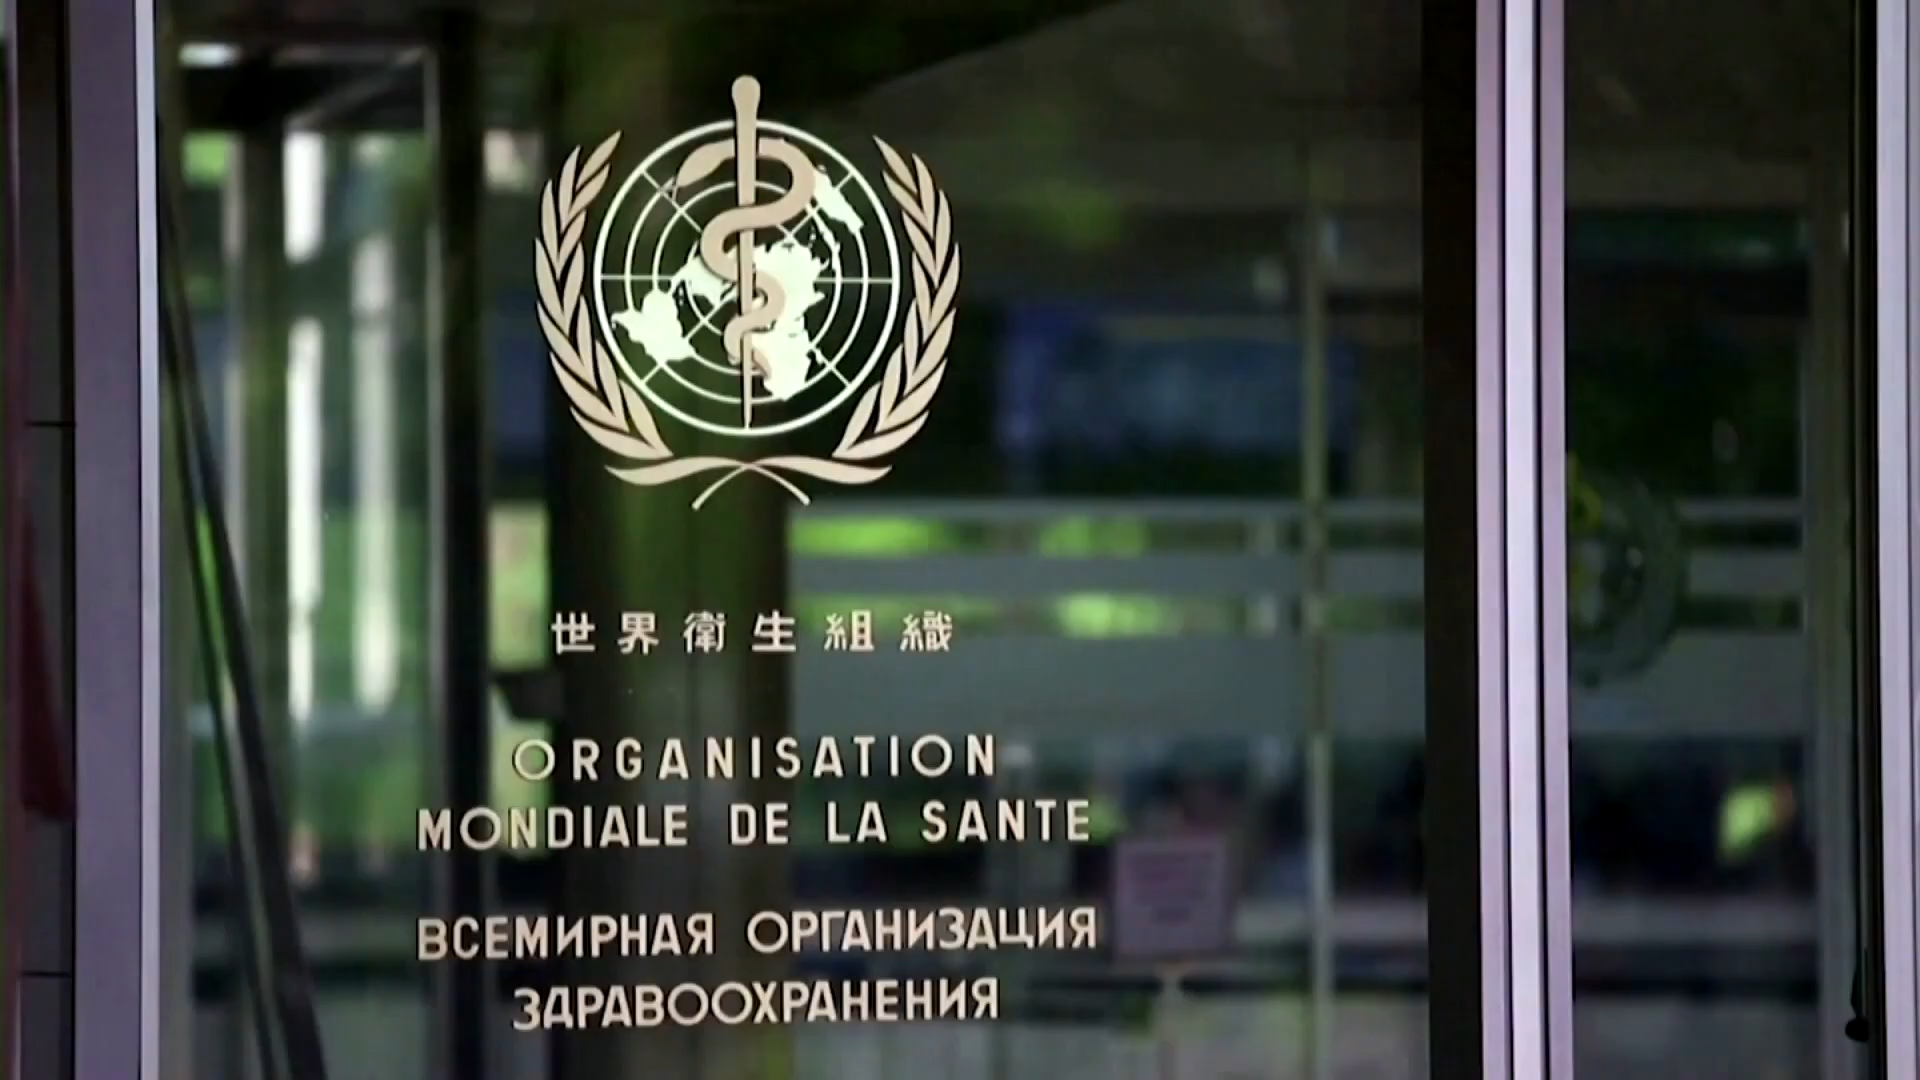 世界衛生組織
ORGANISATION
MONDIALE DE LA SANTE
ВСЕМИРНАЯ ОРГАНИЗАЦИЯ
ЗДРАВООХРАНЕНИЯ